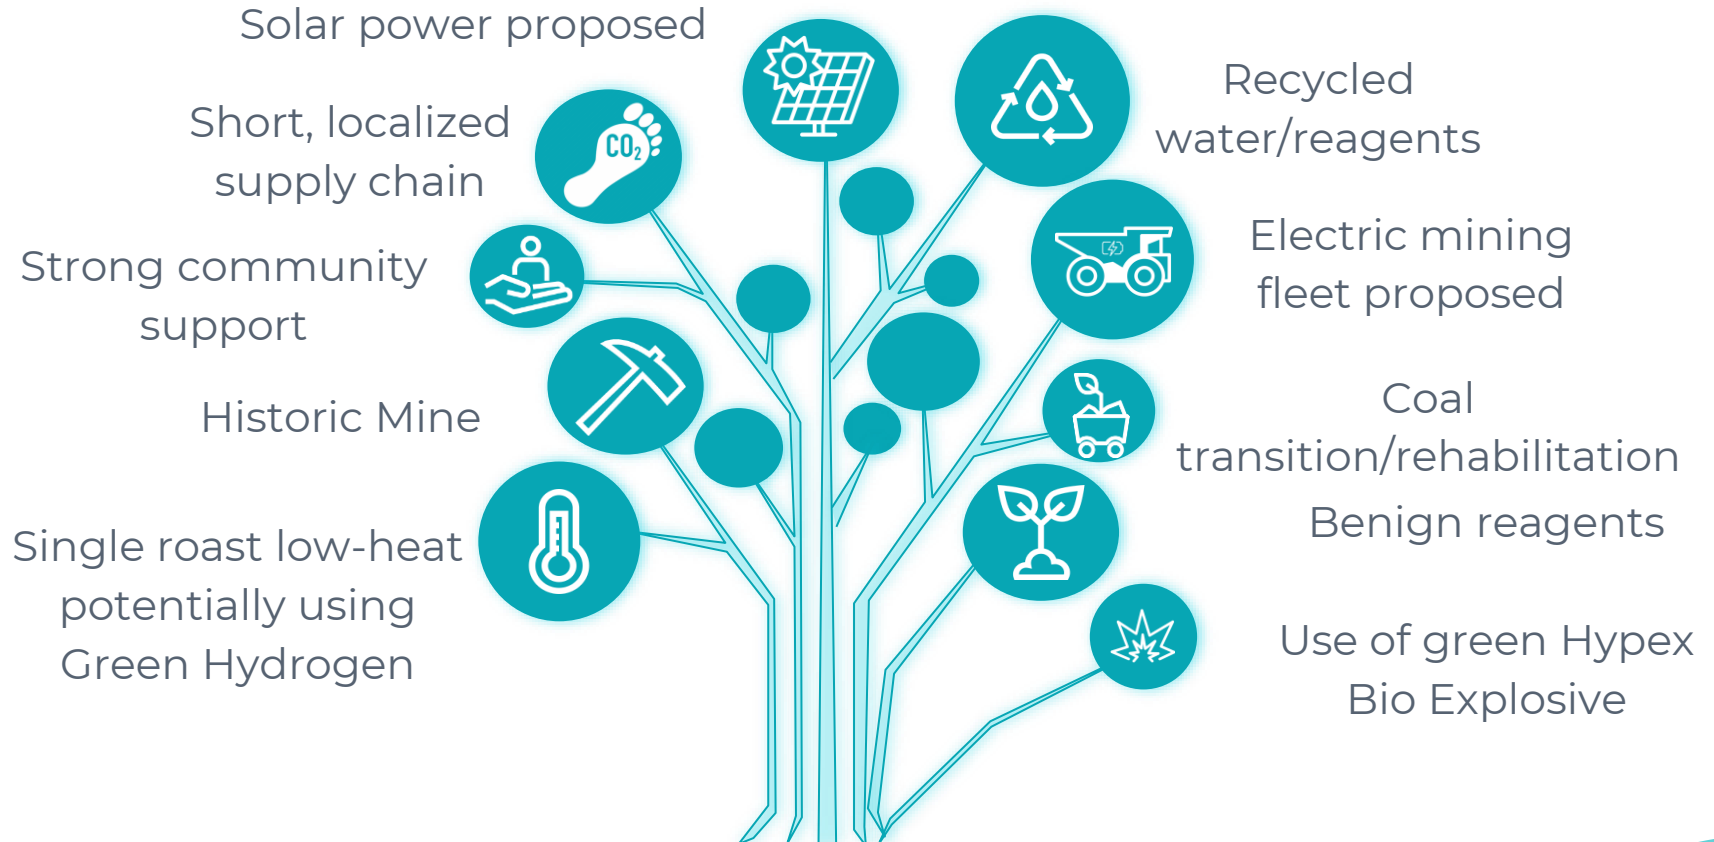 Solar power proposed
Short, localized
supply chain
CO₂
Strong community
support
Historic Mine
Single roast low-heat
potentially using
Green Hydrogen
Recycled
water/reagents
Electric mining
fleet proposed
Coal
transition/rehabilitation
Benign reagents
Use of green Hypex
Bio Explosive